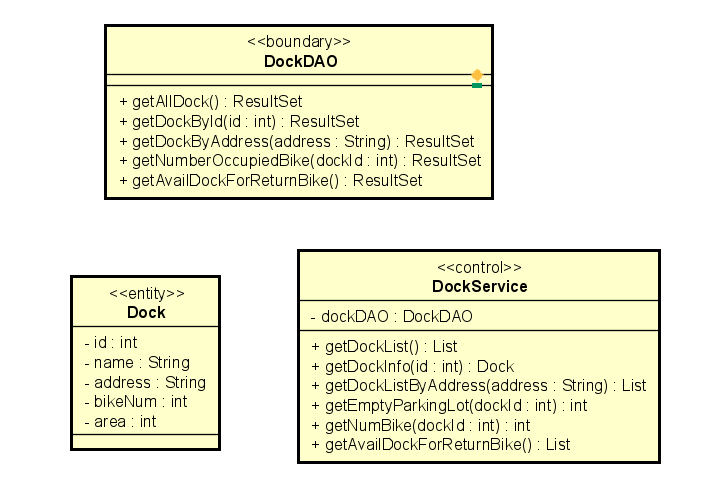 <<boundary>>
DockDAO
+ getAllDock() : ResultSet
+ getDockById(id : int) : ResultSet
+ getDockByAddress(address : String) : ResultSet
+ getNumberOccupiedBike(dockId : int) : ResultSet
+ getAvailDockForReturnBike() : ResultSet
<<entity>>
Dock
- id : int
- name : String
- address : String
- bikeNum : int
- area : int
<<control>>
DockService
- dockDAO : DockDAO
+ getDockList() : List
+ getDockInfo(id : int) : Dock
+ getDockListByAddress(address : String) : List
+ getEmptyParkingLot(dockId : int) : int
+ getNumBike(dockId : int) : int
+ getAvailDockForReturnBike() : List